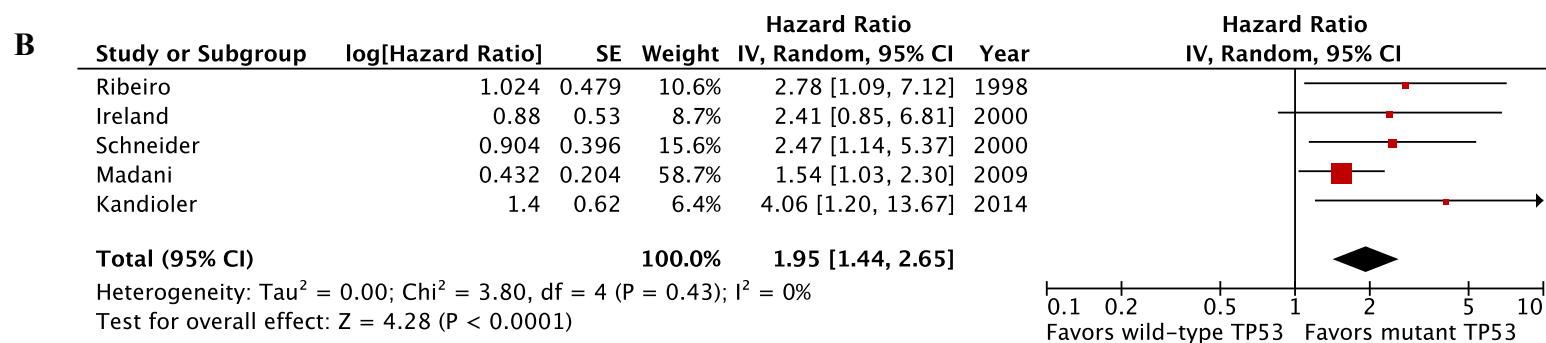 B
Hazard Ratio Hazard Ratio
Study or Subgroup log[Hazard Ratio] SE Weight IV, Random, 95% CI Year IV, Random, 95% CI
Ribeiro 1.024 0.479 10.6% 2.78 [1.09, 7.12] 1998
Ireland 0.88 0.53 8.7% 2.41 [0.85, 6.81] 2000
Schneider 0.904 0.396 15.6% 2.47 [1.14, 5.37] 2000
Madani 0.432 0.204 58.7% 1.54 [1.03, 2.30] 2009
Kandioler 1.4 0.62 6.4% 4.06 [1.20, 13.67] 2014
Total (95% CI) 100.0% 1.95 [1.44, 2.65]
Heterogeneity: Tau² = 0.00; Chi² = 3.80, df = 4 (P = 0.43); I² = 0%
Test for overall effect: Z = 4.28 (P < 0.0001)
0.1 0.2 0.5 1 2 5 10
Favors wild-type TP53 Favors mutant TP53